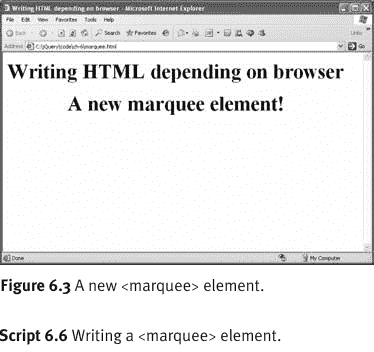 Writing HTML depending on browser - Microsoft Internet Explorer
File Edit View Favorites Tools Help
Back Search Favorites
Address C:\jQuery\code\ch-6\marquee.html Go Links
Writing HTML depending on browser
A new marquee element!
Done My Computer
Figure 6.3 A new <marquee> element.
Script 6.6 Writing a <marquee> element.